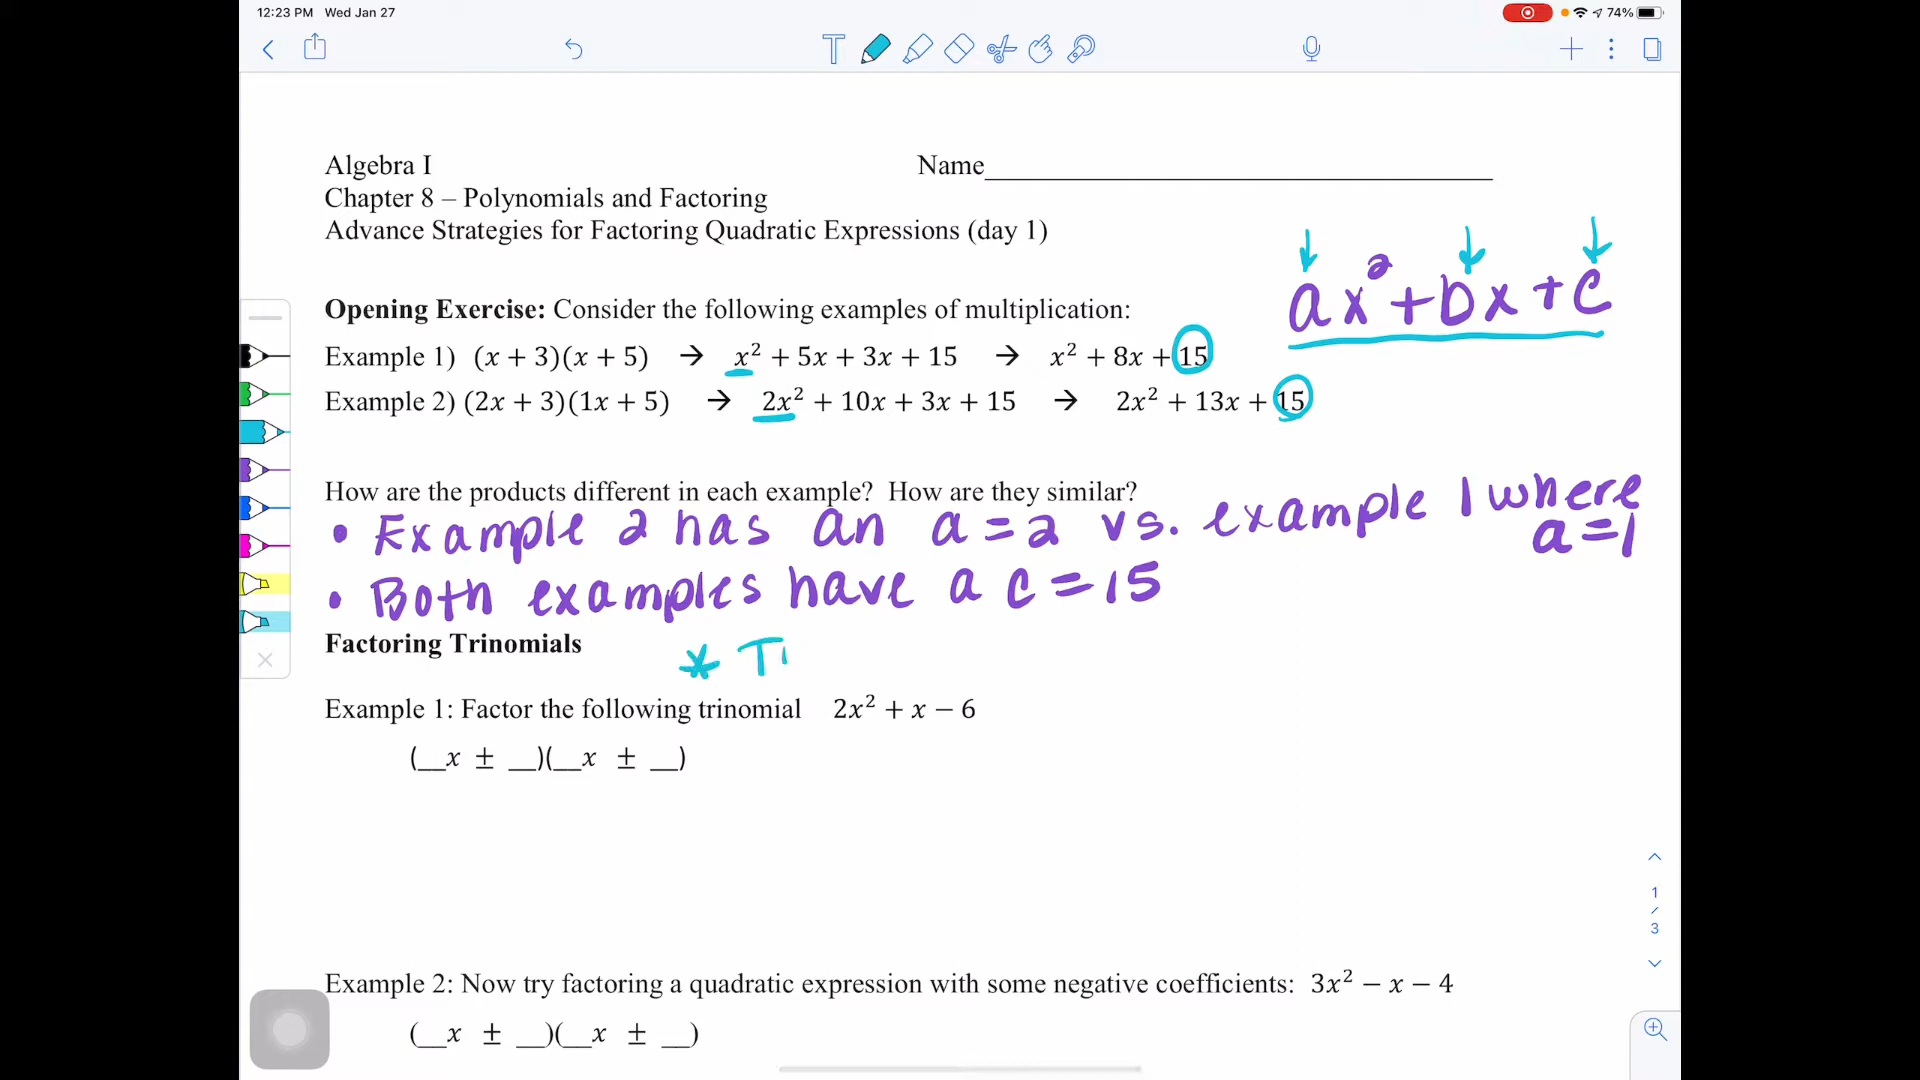 12:23 PM Wed Jan 27
74%
Algebra I
Name
Chapter 8 – Polynomials and Factoring
Advance Strategies for Factoring Quadratic Expressions (day 1)
ax² + bx + c
Opening Exercise: Consider the following examples of multiplication:
Example 1) (x + 3)(x + 5) → x² + 5x + 3x + 15 → x² + 8x + 15
Example 2) (2x + 3)(1x + 5) → 2x² + 10x + 3x + 15 → 2x² + 13x + 15
How are the products different in each example? How are they similar?
• Example 2 has an a = 2 vs. example 1 where
a = 1
• Both examples have a c = 15
Factoring Trinomials
Example 1: Factor the following trinomial 2x² + x − 6
(__x ± __)(__x ± __)
Example 2: Now try factoring a quadratic expression with some negative coefficients: 3x² − x − 4
(__x ± __)(__x ± __)
1
/
3